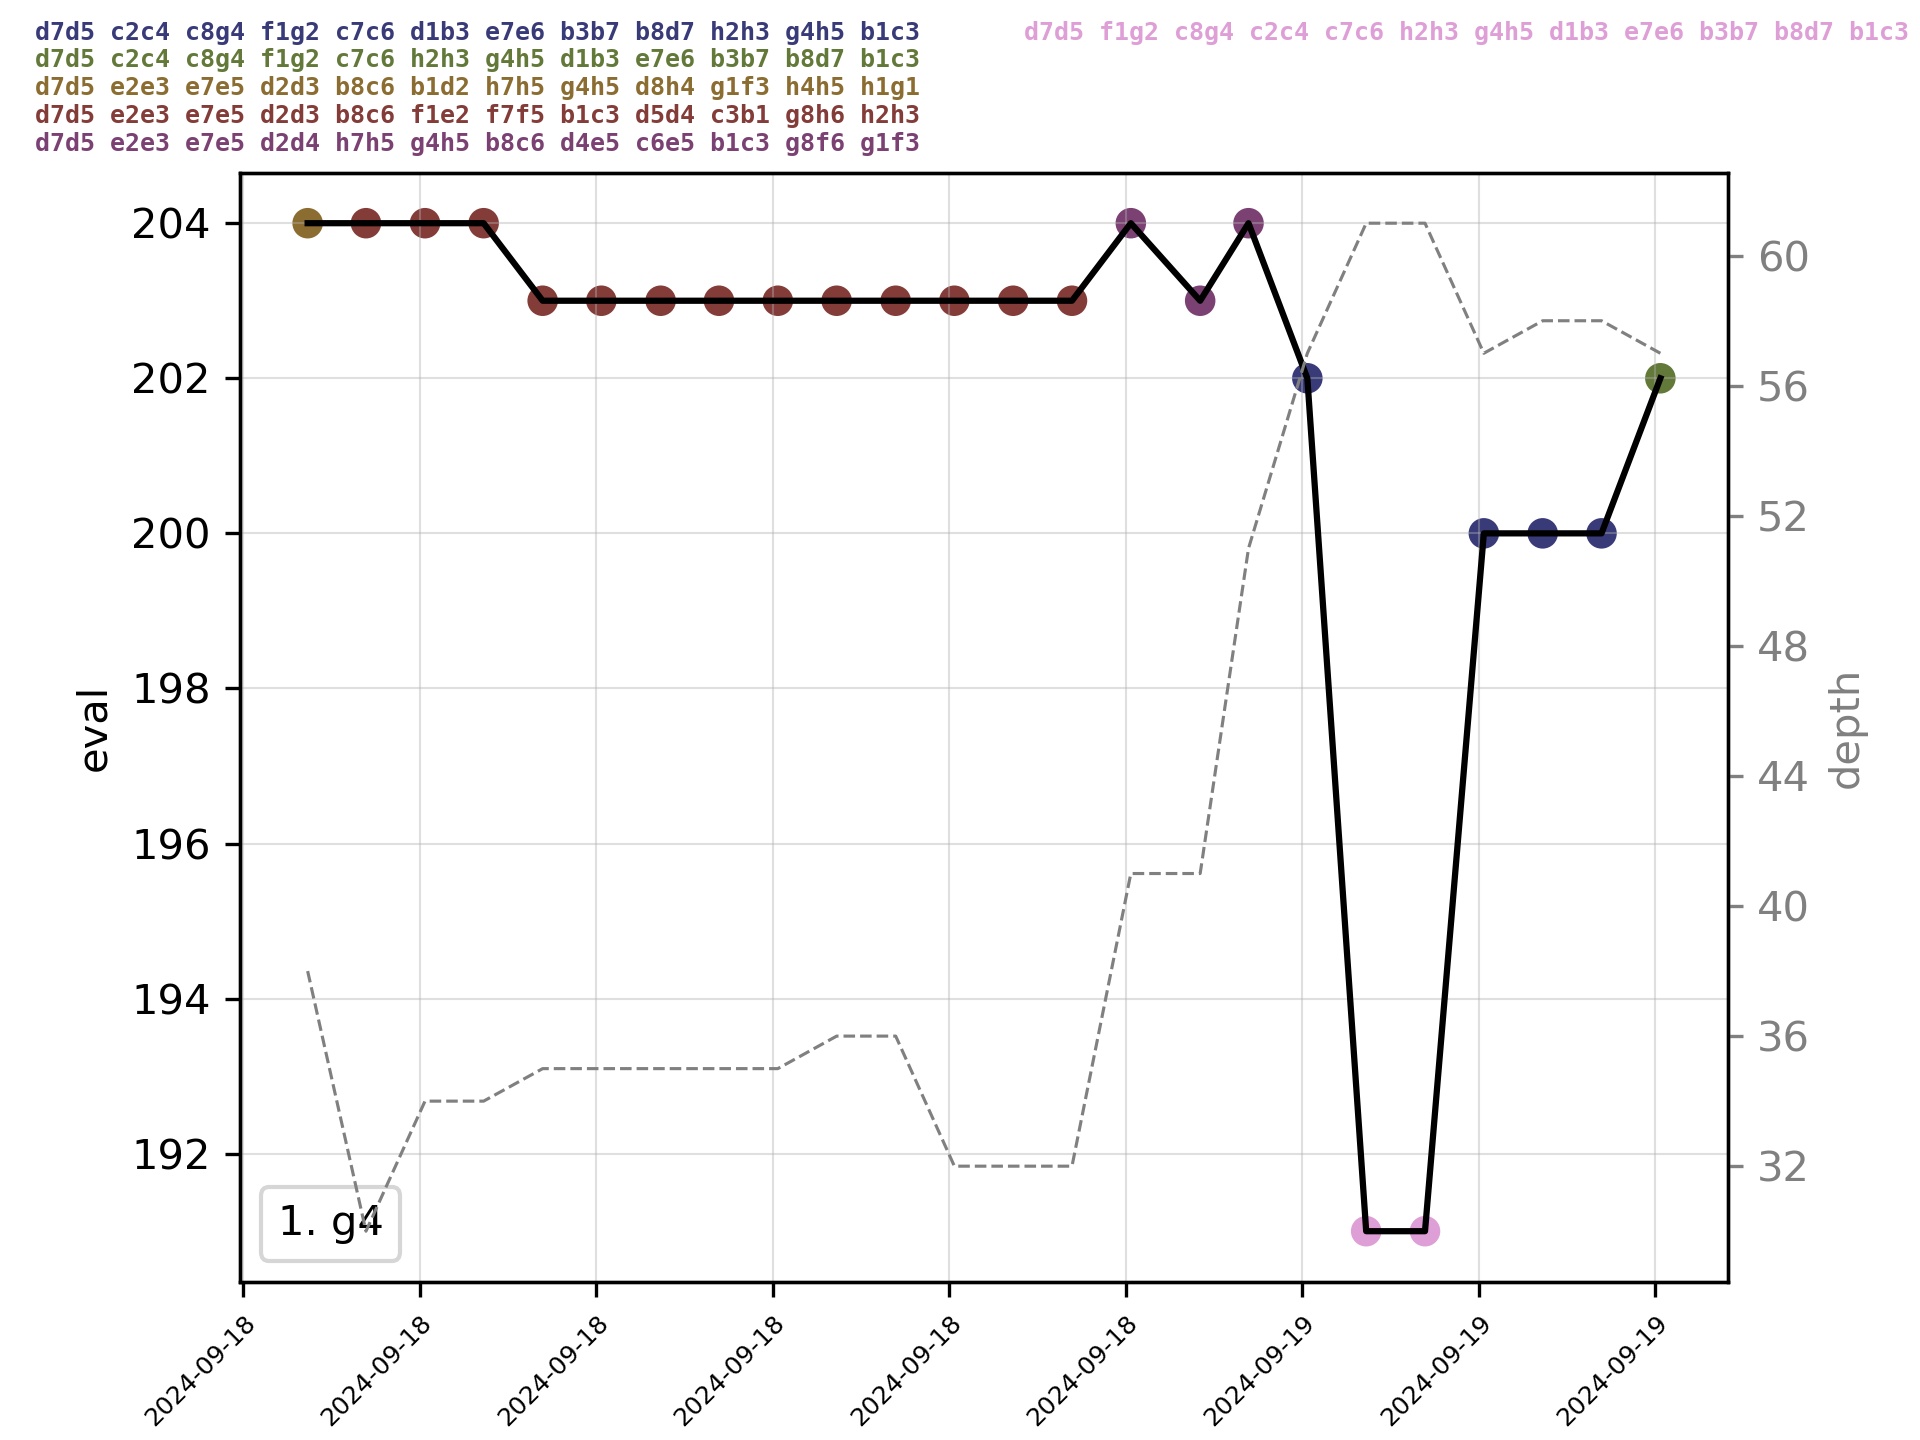 d7d5 c2c4 c8g4 f1g2 c7c6 d1b3 e7e6 b3b7 b8d7 h2h3 g4h5 b1c3
d7d5 c2c4 c8g4 f1g2 c7c6 h2h3 g4h5 d1b3 e7e6 b3b7 b8d7 b1c3
d7d5 e2e3 e7e5 d2d3 b8c6 b1d2 h7h5 g4h5 d8h4 g1f3 h4h5 h1g1
d7d5 e2e3 e7e5 d2d3 b8c6 f1e2 f7f5 b1c3 d5d4 c3b1 g8h6 h2h3
d7d5 e2e3 e7e5 d2d4 h7h5 g4h5 b8c6 d4e5 c6e5 b1c3 g8f6 g1f3
d7d5 f1g2 c8g4 c2c4 c7c6 h2h3 g4h5 d1b3 e7e6 b3b7 b8d7 b1c3
204
202
200
198
196
194
192
eval
60
56
52
48
44
40
36
32
depth
1. g4
2024-09-18
2024-09-18
2024-09-18
2024-09-18
2024-09-18
2024-09-18
2024-09-19
2024-09-19
2024-09-19